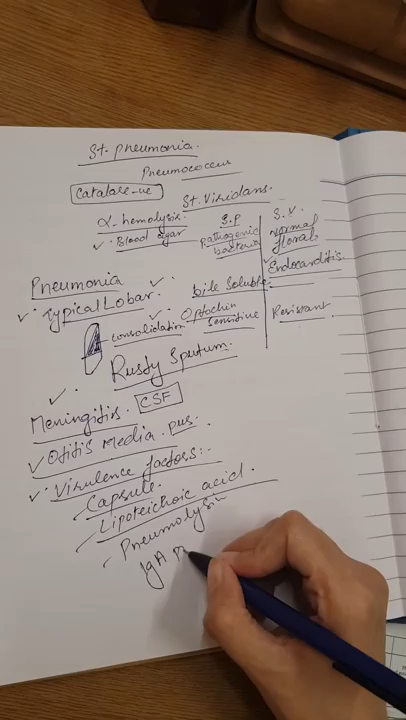 St. pneumonia.
Pneumococcus
Catalase -ve
St. Viridans.
α. hemolysis.
Blood agar
S.P
Pathogenic
bacteria
S.V.
Normal
floral
Endocarditis
Pneumonia
Typical Lobar.
bile Soluble
consolidation
Optochin
Sensitive
Resistant
Rusty Sputum.
Meningitis. CSF
Otitis Media. pus.
Virulence factors:-
Capsule.
Lipoteichoic acid.
Pneumolysin
IgA P